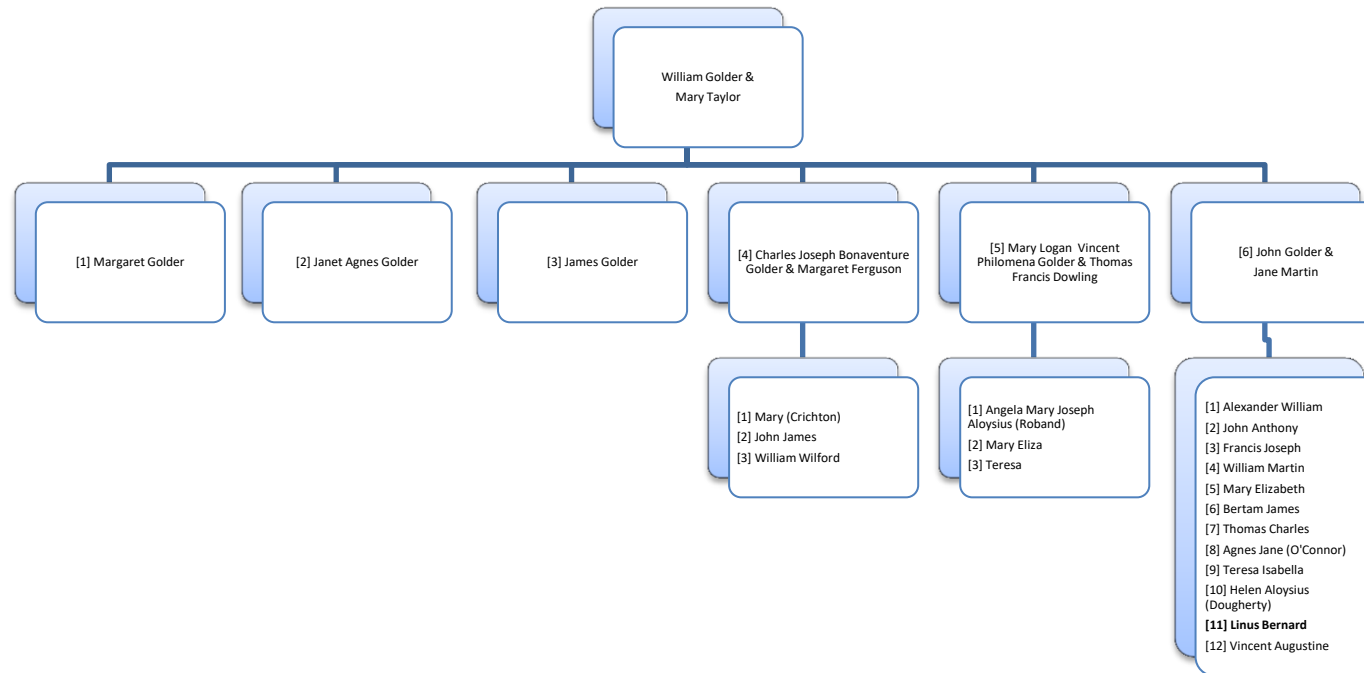 William Golder &
Mary Taylor
[1] Margaret Golder
[2] Janet Agnes Golder
[3] James Golder
[4] Charles Joseph Bonaventure
Golder & Margaret Ferguson
[5] Mary Logan Vincent
Philomena Golder & Thomas
Francis Dowling
[6] John Golder &
Jane Martin
[1] Mary (Crichton)
[2] John James
[3] William Wilford
[1] Angela Mary Joseph
Aloysius (Roband)
[2] Mary Eliza
[3] Teresa
[1] Alexander William
[2] John Anthony
[3] Francis Joseph
[4] William Martin
[5] Mary Elizabeth
[6] Bertam James
[7] Thomas Charles
[8] Agnes Jane (O'Connor)
[9] Teresa Isabella
[10] Helen Aloysius
(Dougherty)
[11] Linus Bernard
[12] Vincent Augustine